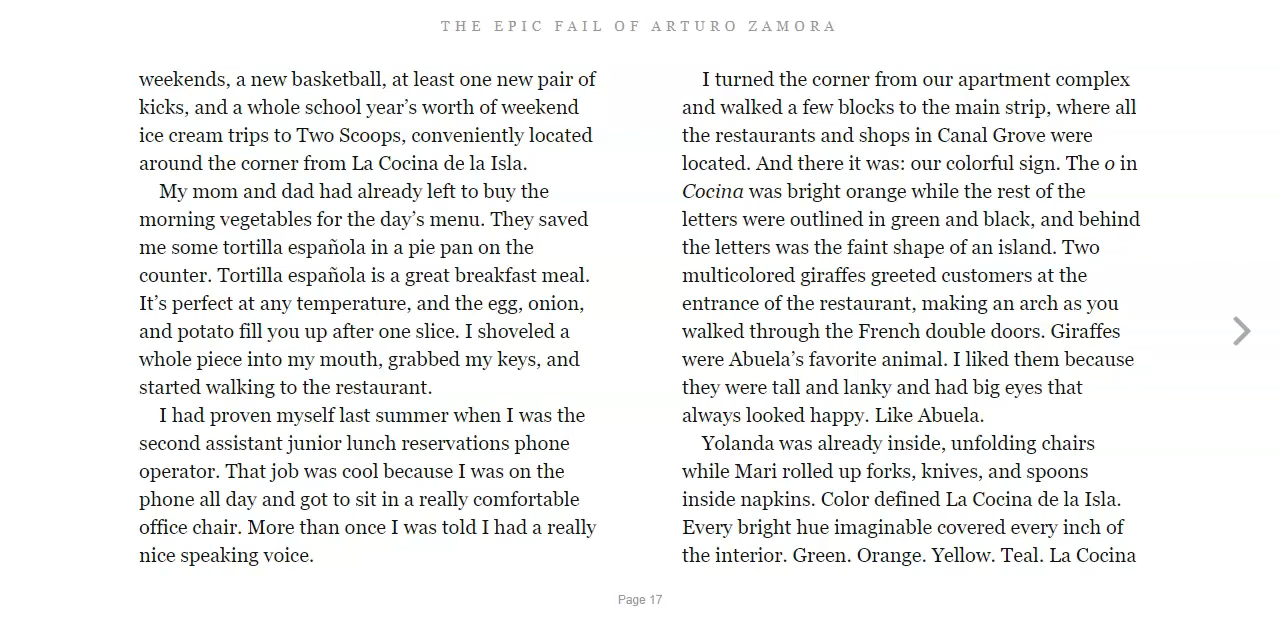 THE EPIC FAIL OF ARTURO ZAMORA
weekends, a new basketball, at least one new pair of
kicks, and a whole school year’s worth of weekend
ice cream trips to Two Scoops, conveniently located
around the corner from La Cocina de la Isla.
My mom and dad had already left to buy the
morning vegetables for the day’s menu. They saved
me some tortilla española in a pie pan on the
counter. Tortilla española is a great breakfast meal.
It’s perfect at any temperature, and the egg, onion,
and potato fill you up after one slice. I shoveled a
whole piece into my mouth, grabbed my keys, and
started walking to the restaurant.
I had proven myself last summer when I was the
second assistant junior lunch reservations phone
operator. That job was cool because I was on the
phone all day and got to sit in a really comfortable
office chair. More than once I was told I had a really
nice speaking voice.
I turned the corner from our apartment complex
and walked a few blocks to the main strip, where all
the restaurants and shops in Canal Grove were
located. And there it was: our colorful sign. The o in
Cocina was bright orange while the rest of the
letters were outlined in green and black, and behind
the letters was the faint shape of an island. Two
multicolored giraffes greeted customers at the
entrance of the restaurant, making an arch as you
walked through the French double doors. Giraffes
were Abuela’s favorite animal. I liked them because
they were tall and lanky and had big eyes that
always looked happy. Like Abuela.
Yolanda was already inside, unfolding chairs
while Mari rolled up forks, knives, and spoons
inside napkins. Color defined La Cocina de la Isla.
Every bright hue imaginable covered every inch of
the interior. Green. Orange. Yellow. Teal. La Cocina
Page 17